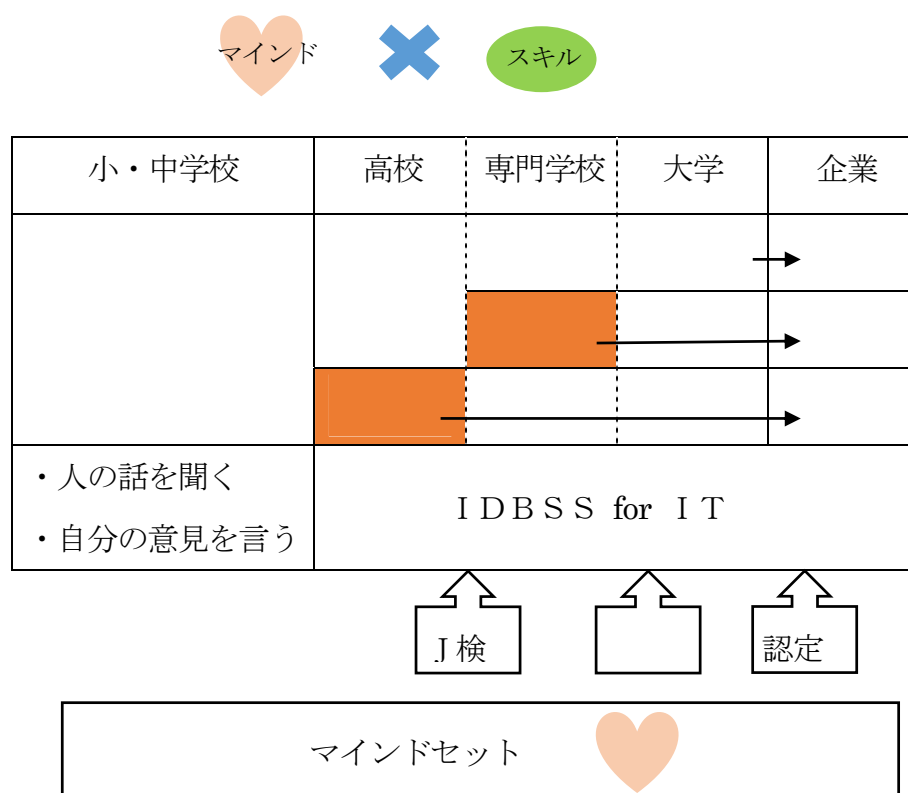 マインド
スキル
小・中学校
高校
専門学校
大学
企業
・人の話を聞く
・自分の意見を言う
ＩＤＢＳＳ for ＩＴ
Ｊ検
認定
マインドセット